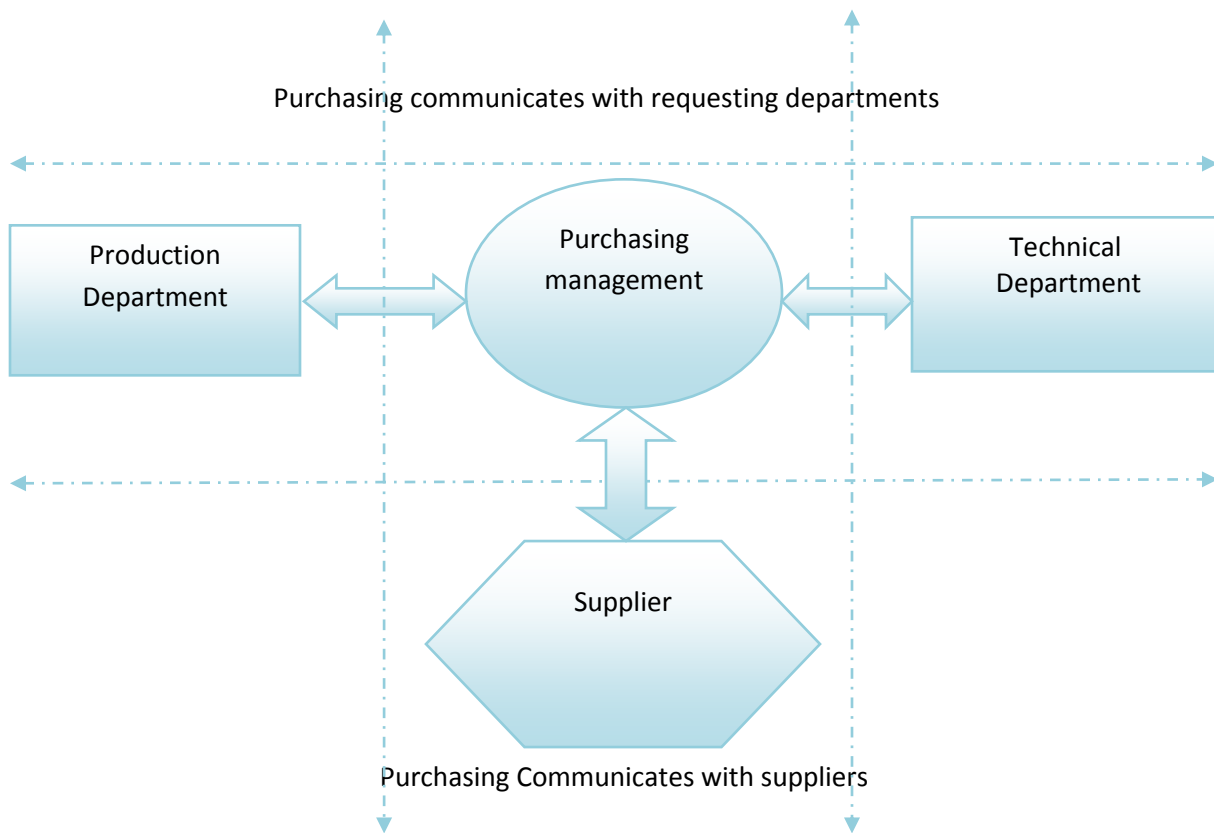 Purchasing communicates with requesting departments
Production
Department
Purchasing
management
Technical
Department
Supplier
Purchasing Communicates with suppliers